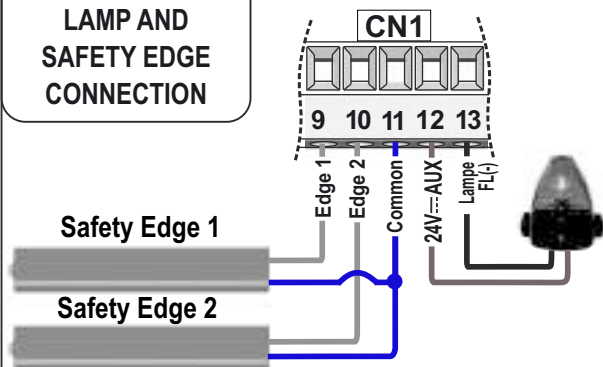 LAMP AND
SAFETY EDGE
CONNECTION
CN1
9 10 11 12 13
Edge 1
Edge 2
Common
24V⎓AUX
Lampe
FL(-)
Safety Edge 1
Safety Edge 2